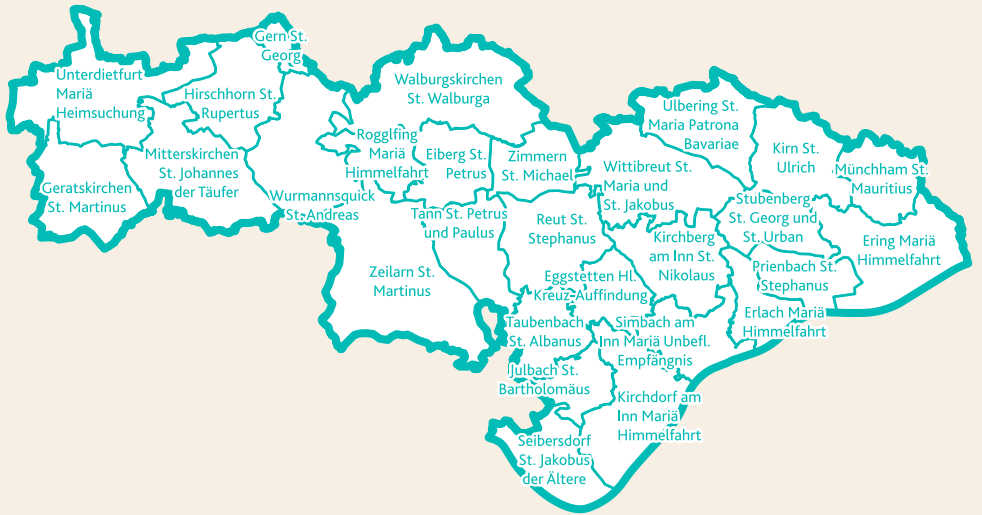 Gern St.
Georg
Unterdietfurt
Mariä
Heimsuchung
Hirschhorn St.
Rupertus
Walburgskirchen
St. Walburga
Ulbering St.
Maria Patrona
Bavariae
Rogglfing
Mariä
Himmelfahrt
Eiberg St.
Petrus
Zimmern
St. Michael
Kirn St.
Ulrich
Mitterskirchen
St. Johannes
der Täufer
Wittibreut St.
Maria und
St. Jakobus
Münchham St.
Mauritius
Geratskirchen
St. Martinus
Wurmannsquick
St. Andreas
Stubenberg
St. Georg und
St. Urban
Tann St. Petrus
und Paulus
Reut St.
Stephanus
Kirchberg
am Inn St.
Nikolaus
Ering Mariä
Himmelfahrt
Zeilarn St.
Martinus
Eggstetten Hl.
Kreuz-Auffindung
Prienbach St.
Stephanus
Taubenbach
St. Albanus
Simbach am
Inn Mariä Unbefl.
Empfängnis
Erlach Mariä
Himmelfahrt
Julbach St.
Bartholomäus
Kirchdorf am
Inn Mariä
Himmelfahrt
Seibersdorf
St. Jakobus
der Ältere